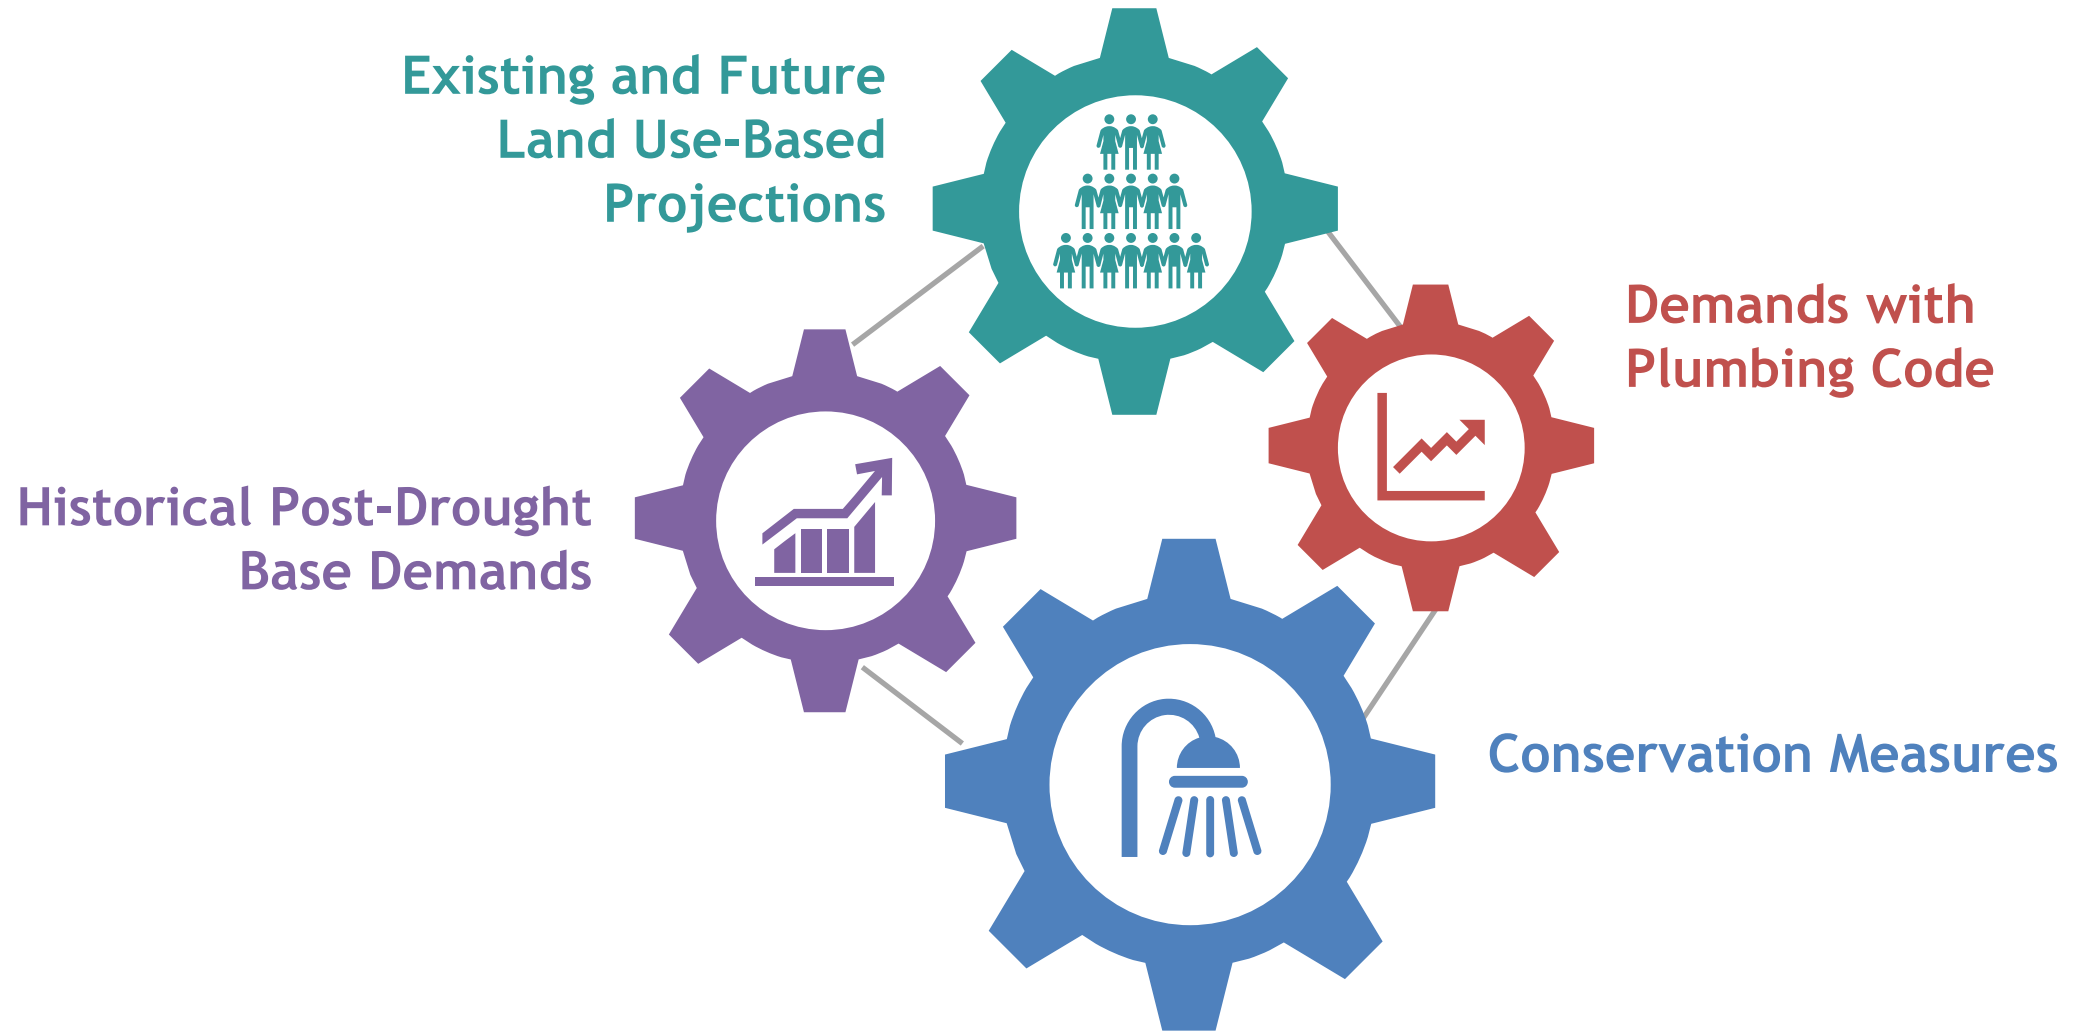 Existing and Future
Land Use-Based
Projections
Demands with
Plumbing Code
Historical Post-Drought
Base Demands
Conservation Measures